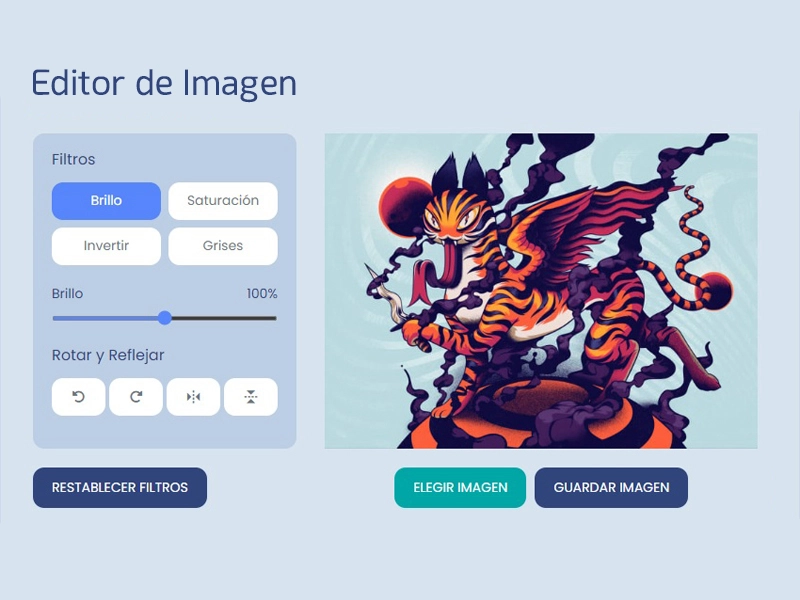 Editor de Imagen
Filtros
Brillo
Saturación
Invertir
Grises
Brillo 100%
Rotar y Reflejar
RESTABLECER FILTROS
ELEGIR IMAGEN
GUARDAR IMAGEN